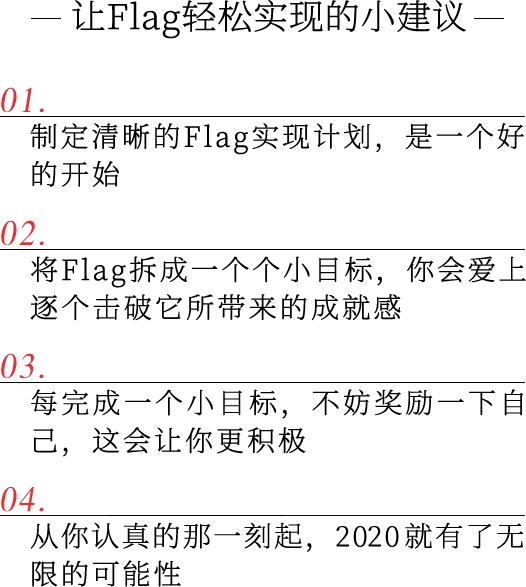 — 让Flag轻松实现的小建议 —
01.
制定清晰的Flag实现计划，是一个好
的开始
02.
将Flag拆成一个个小目标，你会爱上
逐个击破它所带来的成就感
03.
每完成一个小目标，不妨奖励一下自
己，这会让你更积极
04.
从你认真的那一刻起，2020就有了无
限的可能性